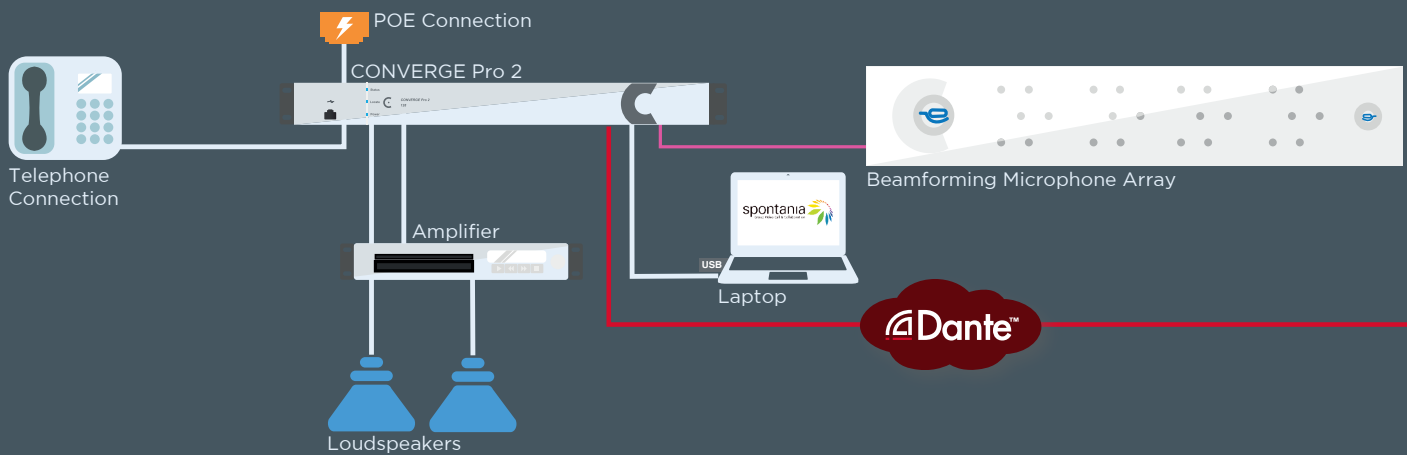 POE Connection
CONVERGE Pro 2
Telephone
Connection
Amplifier
spontania
USB
Laptop
Beamforming Microphone Array
Dante™
Loudspeakers